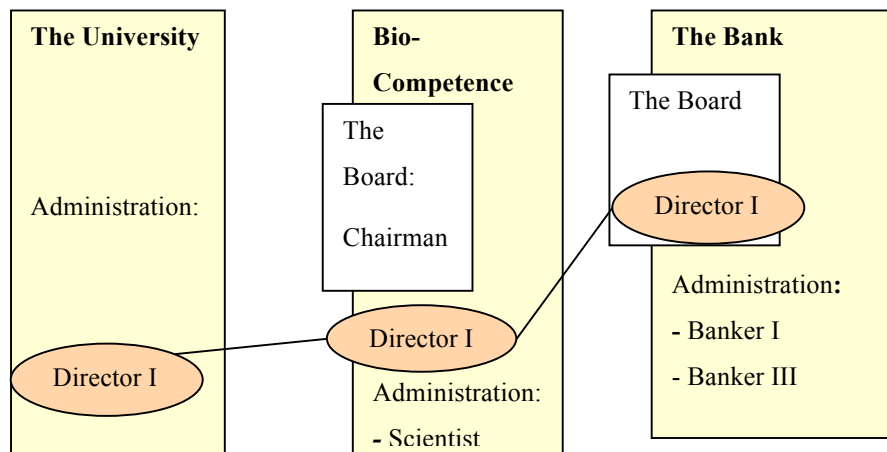 The University
Administration:
Director I
Bio-
Competence
The
Board:
Chairman
Director I
Administration:
- Scientist
The Bank
The Board
Director I
Administration:
- Banker I
- Banker III